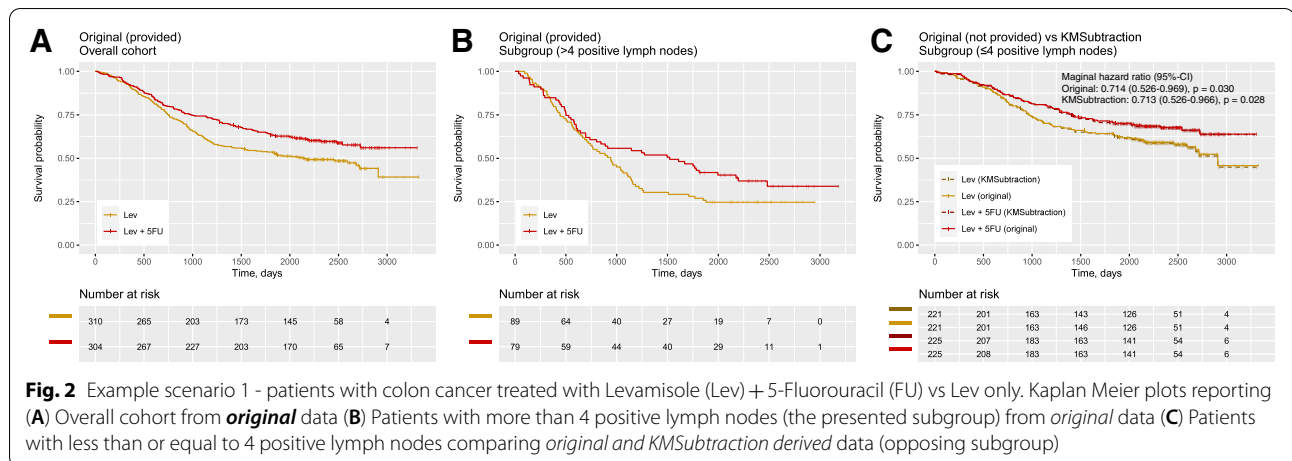 A
Original (provided)
Overall cohort
Survival probability
1.00
0.75
0.50
0.25
0.00
Lev
Lev + 5FU
0 500 1000 1500 2000 2500 3000
Time, days
Number at risk
310 265 203 173 145 58 4
304 267 227 203 170 65 7
B
Original (provided)
Subgroup (>4 positive lymph nodes)
Survival probability
1.00
0.75
0.50
0.25
0.00
Lev
Lev + 5FU
0 500 1000 1500 2000 2500 3000
Time, days
Number at risk
89 64 40 27 19 7 0
79 59 44 40 29 11 1
C
Original (not provided) vs KMSubtraction
Subgroup (≤4 positive lymph nodes)
Maginal hazard ratio (95%-CI)
Original: 0.714 (0.526-0.969), p = 0.030
KMSubtraction: 0.713 (0.526-0.966), p = 0.028
Survival probability
1.00
0.75
0.50
0.25
0.00
Lev (KMSubtraction)
Lev (original)
Lev + 5FU (KMSubtraction)
Lev + 5FU (original)
0 500 1000 1500 2000 2500 3000
Time, days
Number at risk
221 201 163 143 126 51 4
221 201 163 146 126 51 4
225 207 183 163 141 54 6
225 208 183 163 141 54 6
Fig. 2 Example scenario 1 - patients with colon cancer treated with Levamisole (Lev) + 5-Fluorouracil (FU) vs Lev only. Kaplan Meier plots reporting
(A) Overall cohort from original data (B) Patients with more than 4 positive lymph nodes (the presented subgroup) from original data (C) Patients
with less than or equal to 4 positive lymph nodes comparing original and KMSubtraction derived data (opposing subgroup)